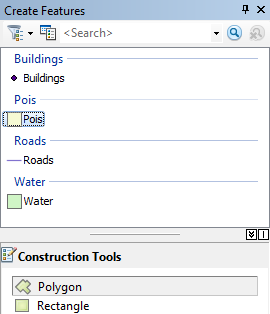 Create Features
<Search>
Buildings
Buildings
Pois
Pois
Roads
Roads
Water
Water
Construction Tools
Polygon
Rectangle